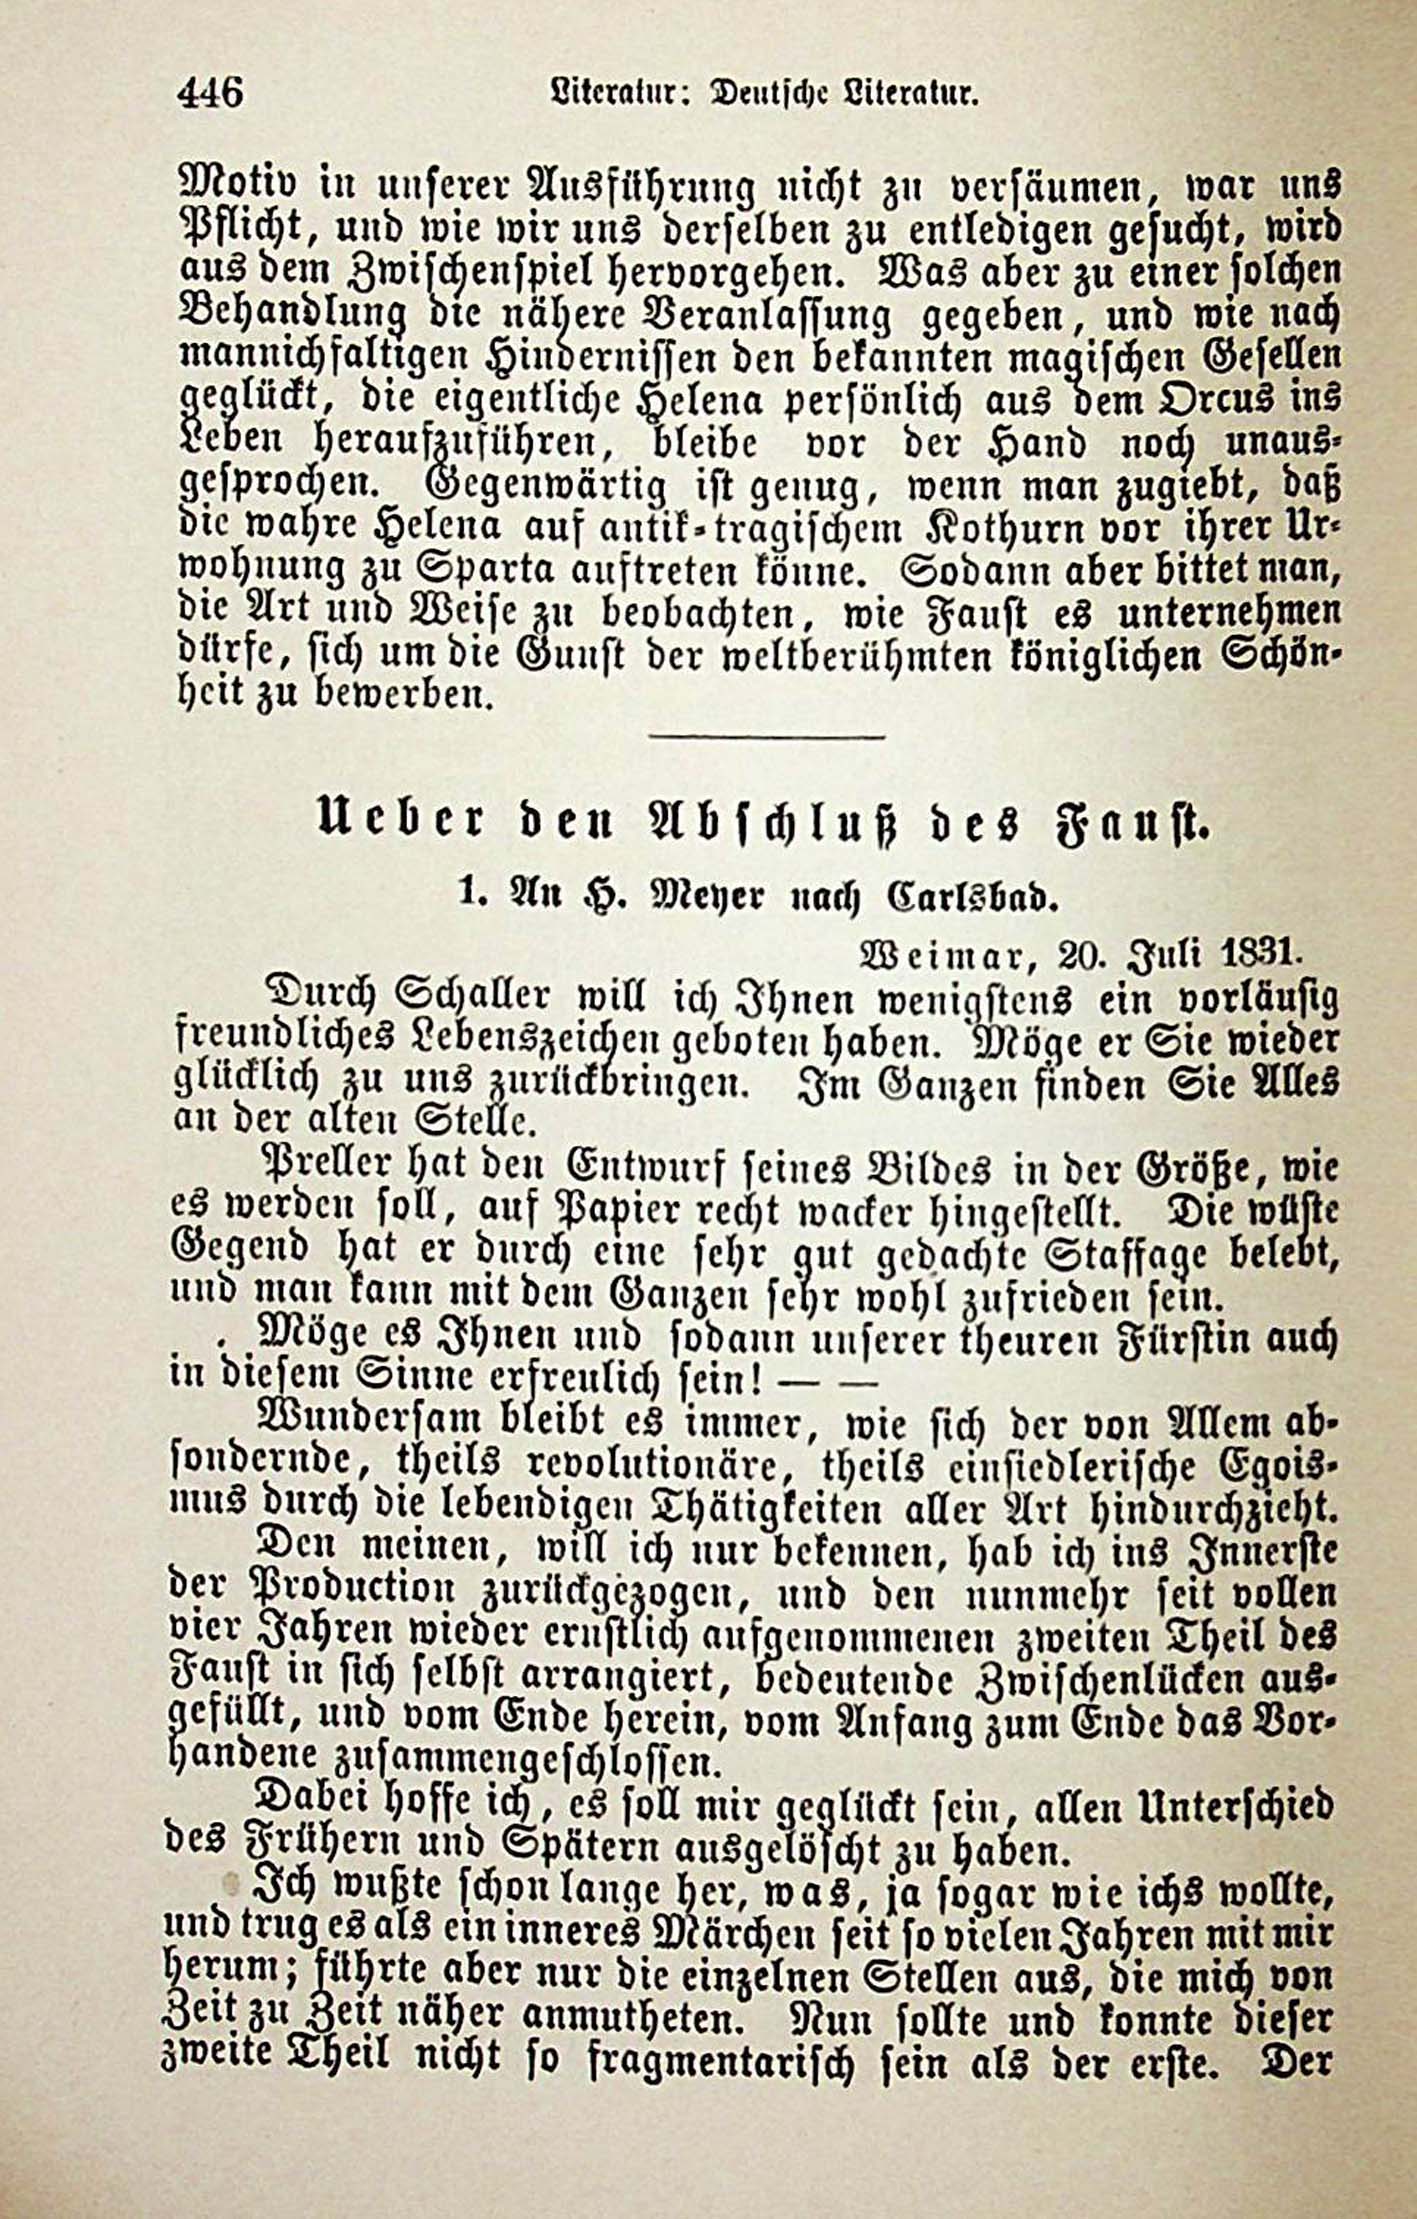 446 Literatur: Deutsche Literatur.
Motiv in unserer Ausführung nicht zu versäumen, war uns
Pflicht, und wie wir uns derselben zu entledigen gesucht, wird
aus dem Zwischenspiel hervorgehen. Was aber zu einer solchen
Behandlung die nähere Veranlassung gegeben, und wie nach
mannichfaltigen Hindernissen den bekannten magischen Gesellen
geglückt, die eigentliche Helena persönlich aus dem Orcus ins
Leben heraufzuführen, bleibe vor der Hand noch unaus-
gesprochen. Gegenwärtig ist genug, wenn man zugiebt, daß
die wahre Helena auf antik-tragischem Kothurn vor ihrer Ur-
wohnung zu Sparta auftreten könne. Sodann aber bittet man,
die Art und Weise zu beobachten, wie Faust es unternehmen
dürfe, sich um die Gunst der weltberühmten königlichen Schön-
heit zu bewerben.
Ueber den Abschluß des Faust.
1. An H. Meyer nach Carlsbad.
Weimar, 20. Juli 1831.
Durch Schaller will ich Ihnen wenigstens ein vorläufig
freundliches Lebenszeichen geboten haben. Möge er Sie wieder
glücklich zu uns zurückbringen. Im Ganzen finden Sie Alles
an der alten Stelle.
Preller hat den Entwurf seines Bildes in der Größe, wie
es werden soll, auf Papier recht wacker hingestellt. Die wüste
Gegend hat er durch eine sehr gut gedachte Staffage belebt,
und man kann mit dem Ganzen sehr wohl zufrieden sein.
Möge es Ihnen und sodann unserer theuren Fürstin auch
in diesem Sinne erfreulich sein! — —
Wundersam bleibt es immer, wie sich der von Allem ab-
sondernde, theils revolutionäre, theils einsiedlerische Egois-
mus durch die lebendigen Thätigkeiten aller Art hindurchzieht.
Den meinen, will ich nur bekennen, hab ich ins Innerste
der Production zurückgezogen, und den nunmehr seit vollen
vier Jahren wieder ernstlich aufgenommenen zweiten Theil des
Faust in sich selbst arrangiert, bedeutende Zwischenlücken aus-
gefüllt, und vom Ende herein, vom Anfang zum Ende das Vor-
handene zusammengeschlossen.
Dabei hoffe ich, es soll mir geglückt sein, allen Unterschied
des Frühern und Spätern ausgelöscht zu haben.
Ich wußte schon lange her, was, ja sogar wie ichs wollte,
und trug es als ein inneres Märchen seit so vielen Jahren mit mir
herum; führte aber nur die einzelnen Stellen aus, die mich von
Zeit zu Zeit näher anmutheten. Nun sollte und konnte dieser
zweite Theil nicht so fragmentarisch sein als der erste. Der